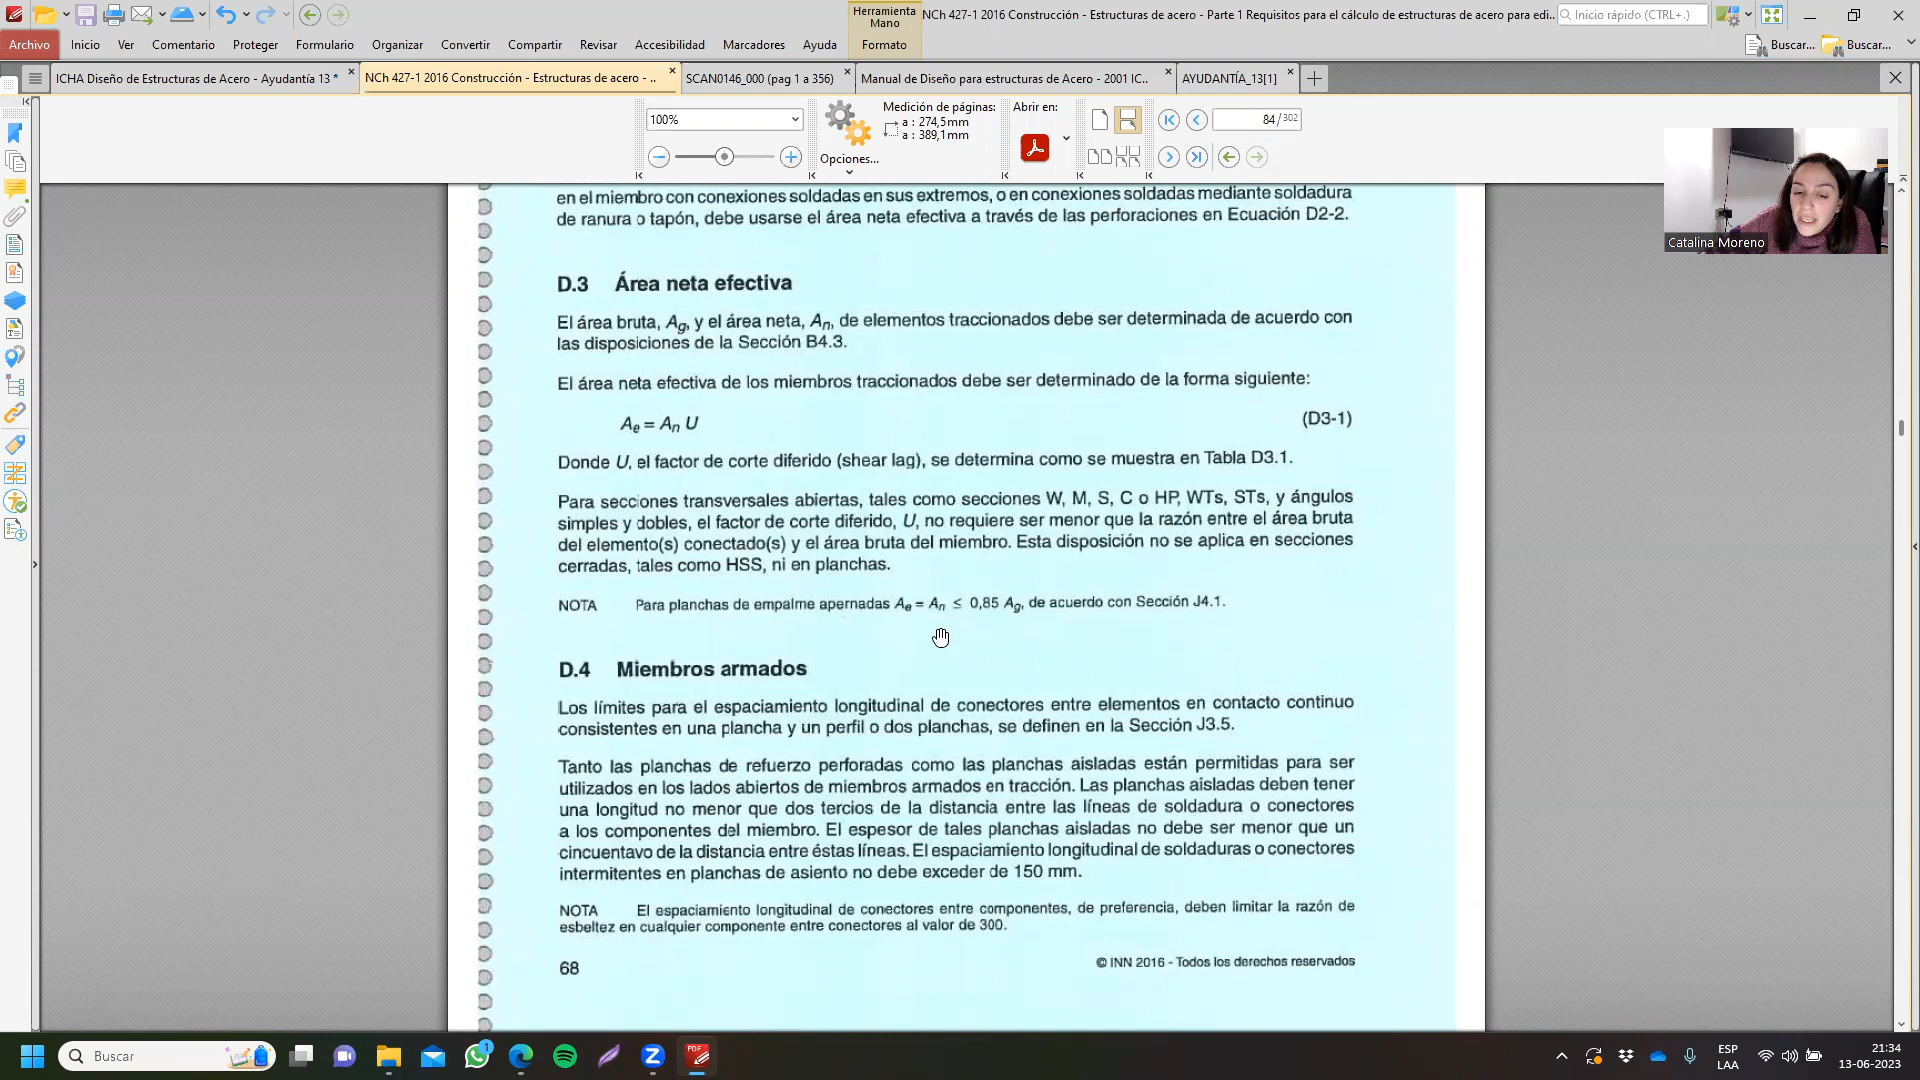 Herramienta
Mano
NCh 427-1 2016 Construcción - Estructuras de acero - Parte 1 Requisitos para el cálculo de estructuras de acero para edi..
Inicio rápido (CTRL+.)
Archivo
Inicio
Ver
Comentario
Proteger
Formulario
Organizar
Convertir
Compartir
Revisar
Accesibilidad
Marcadores
Ayuda
Formato
Buscar...
Buscar...
ICHA Diseño de Estructuras de Acero - Ayudantía 13 *
NCh 427-1 2016 Construcción - Estructuras de acero - ..
SCAN0146_000 (pag 1 a 356)
Manual de Diseño para estructuras de Acero - 2001 IC..
AYUDANTÍA_13[1]
100%
Opciones...
Medición de páginas:
a : 274,5mm
a : 389,1mm
Abrir en:
84/302
Catalina Moreno
en el miembro con conexiones soldadas en sus extremos, o en conexiones soldadas mediante soldadura
de ranura o tapón, debe usarse el área neta efectiva a través de las perforaciones en Ecuación D2-2.
D.3 Área neta efectiva
El área bruta, Ag, y el área neta, An, de elementos traccionados debe ser determinada de acuerdo con
las disposiciones de la Sección B4.3.
El área neta efectiva de los miembros traccionados debe ser determinado de la forma siguiente:
Ae = An U (D3-1)
Donde U, el factor de corte diferido (shear lag), se determina como se muestra en Tabla D3.1.
Para secciones transversales abiertas, tales como secciones W, M, S, C o HP, WTs, STs, y ángulos
simples y dobles, el factor de corte diferido, U, no requiere ser menor que la razón entre el área bruta
del elemento(s) conectado(s) y el área bruta del miembro. Esta disposición no se aplica en secciones
cerradas, tales como HSS, ni en planchas.
NOTA Para planchas de empalme apernadas Ae = An ≤ 0,85 Ag, de acuerdo con Sección J4.1.
D.4 Miembros armados
Los límites para el espaciamiento longitudinal de conectores entre elementos en contacto continuo
consistentes en una plancha y un perfil o dos planchas, se definen en la Sección J3.5.
Tanto las planchas de refuerzo perforadas como las planchas aisladas están permitidas para ser
utilizados en los lados abiertos de miembros armados en tracción. Las planchas aisladas deben tener
una longitud no menor que dos tercios de la distancia entre las líneas de soldadura o conectores
a los componentes del miembro. El espesor de tales planchas aisladas no debe ser menor que un
cincuentavo de la distancia entre éstas líneas. El espaciamiento longitudinal de soldaduras o conectores
intermitentes en planchas de asiento no debe exceder de 150 mm.
NOTA El espaciamiento longitudinal de conectores entre componentes, de preferencia, deben limitar la razón de
esbeltez en cualquier componente entre conectores al valor de 300.
68
© INN 2016 - Todos los derechos reservados
Buscar
1
PDF
ESP
LAA
21:34
13-06-2023